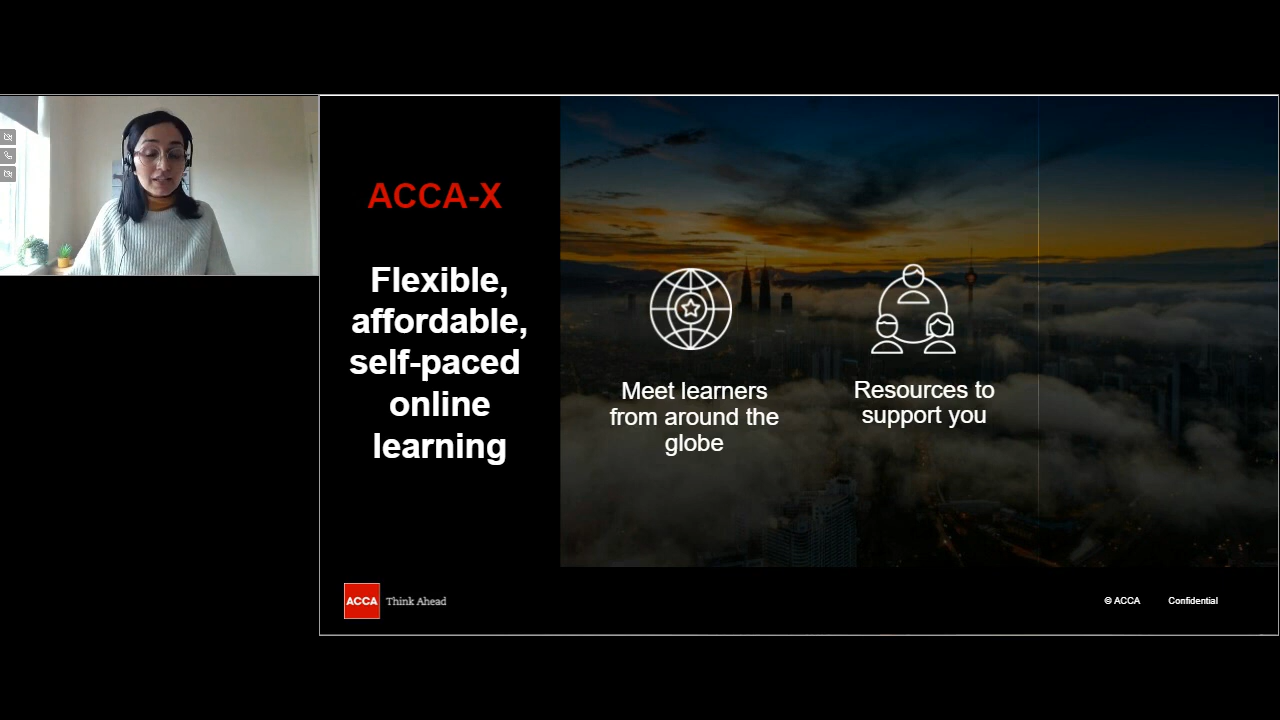 ACCA-X
Flexible,
affordable,
self-paced
online
learning
Meet learners
from around the
globe
Resources to
support you
ACCA
Think Ahead
© ACCA
Confidential